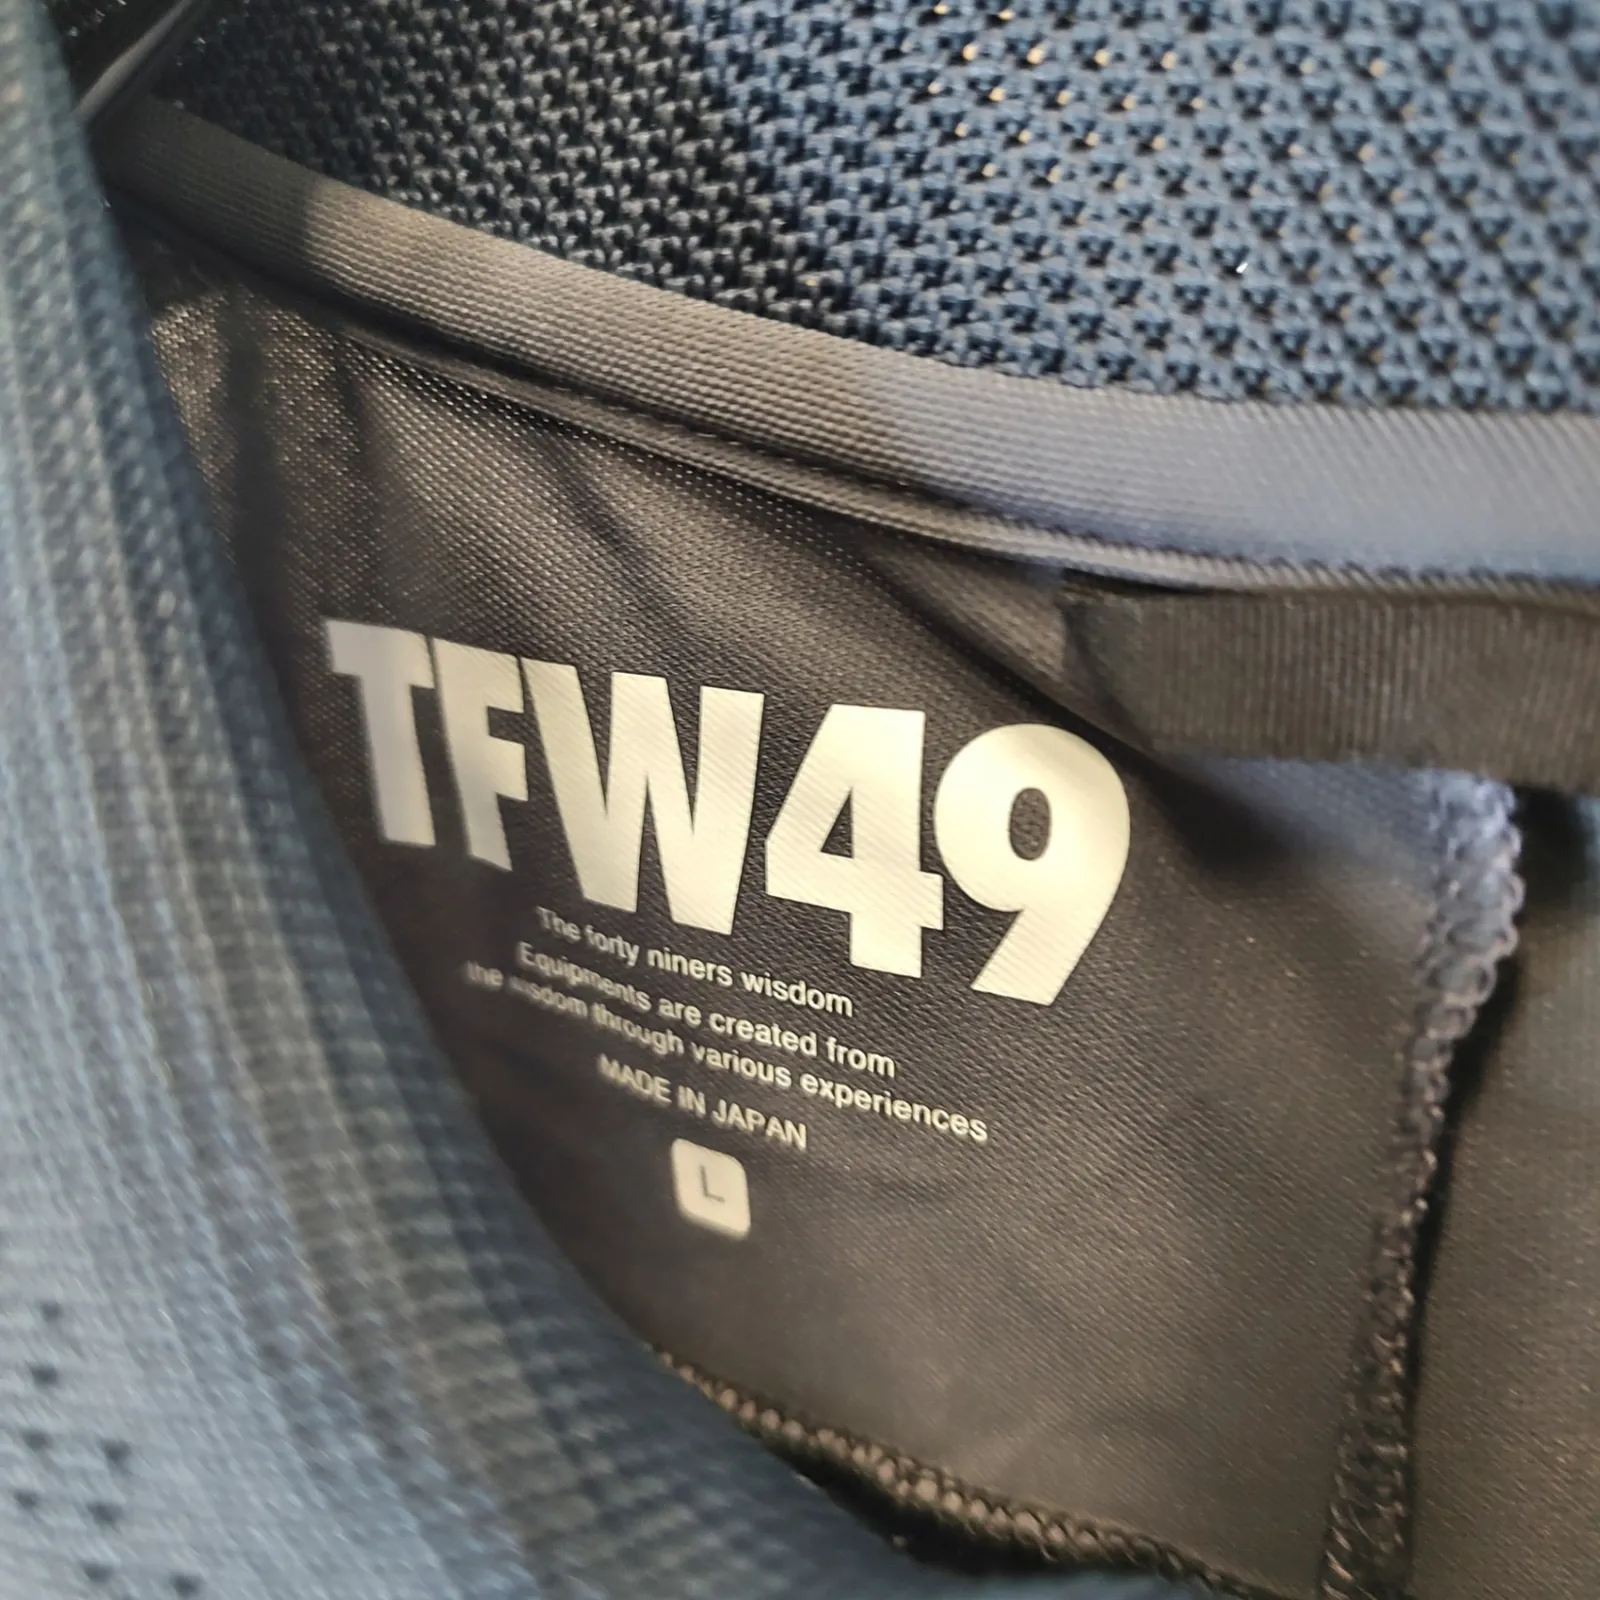 TFW49
The forty niners wisdom
Equipments are created from
the wisdom through various experiences
MADE IN JAPAN
L